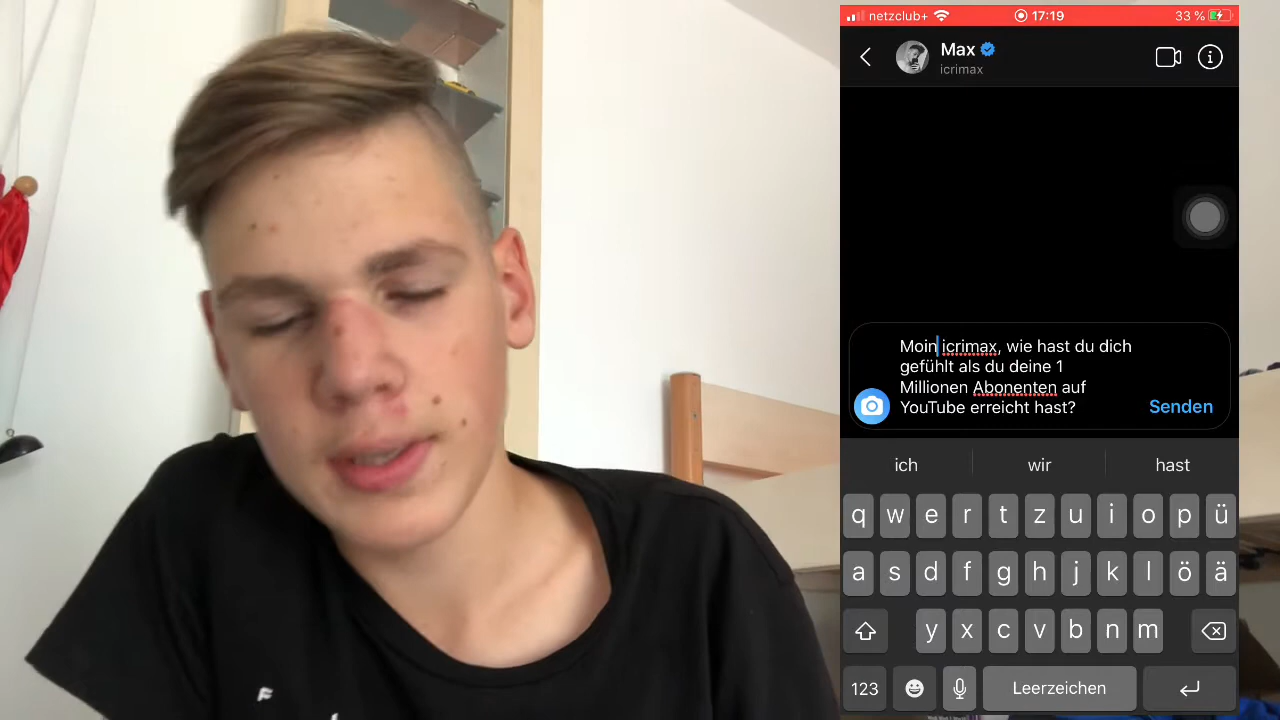 netzclub+ 17:19 33 %
Max
icrimax
Moin icrimax, wie hast du dich
gefühlt als du deine 1
Millionen Abonenten auf
YouTube erreicht hast?
Senden
ich wir hast
q w e r t z u i o p ü
a s d f g h j k l ö ä
y x c v b n m
123 Leerzeichen
F